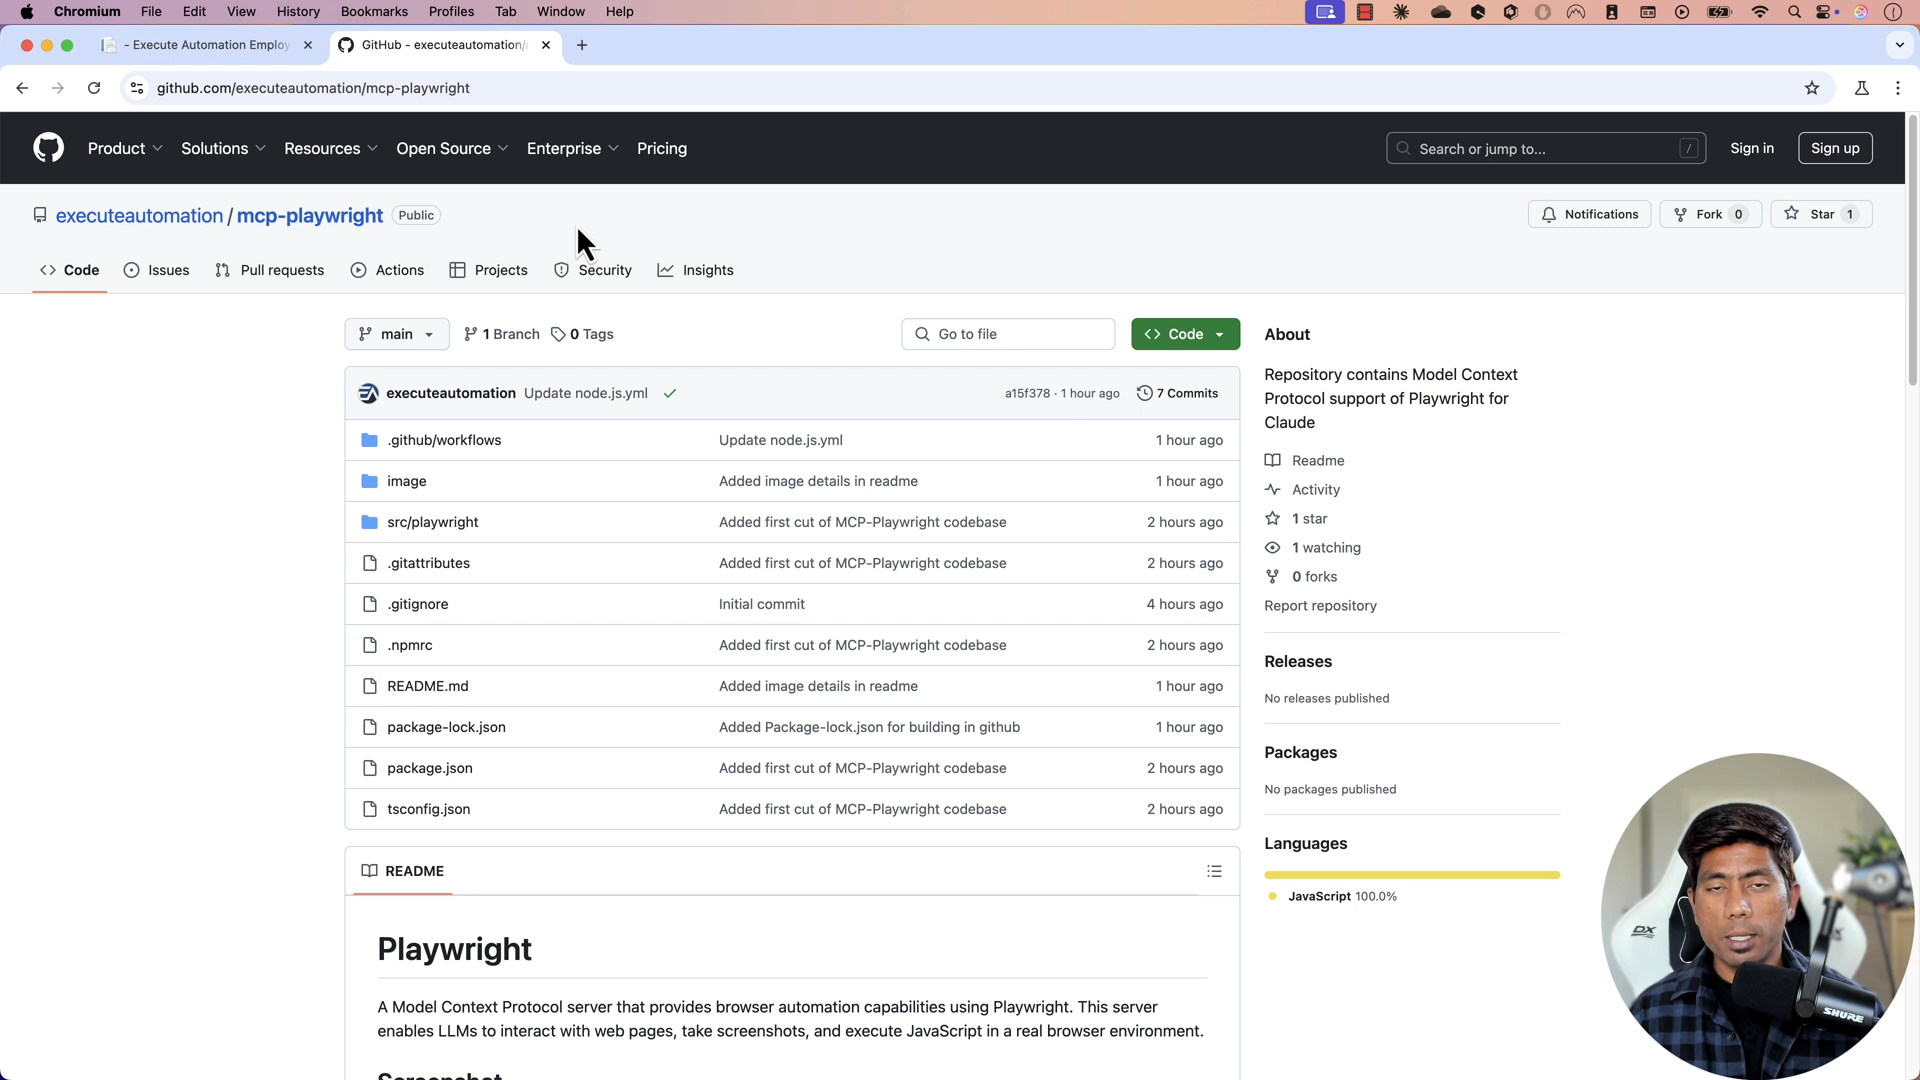 Chromium File Edit View History Bookmarks Profiles Tab Window Help
- Execute Automation Employ
GitHub - executeautomation/
github.com/executeautomation/mcp-playwright
Product Solutions Resources Open Source Enterprise Pricing
Search or jump to... /
Sign in Sign up
executeautomation / mcp-playwright Public
Notifications Fork 0 Star 1
Code Issues Pull requests Actions Projects Security Insights
main 1 Branch 0 Tags Go to file Code
executeautomation Update node.js.yml a15f378 · 1 hour ago 7 Commits
.github/workflows Update node.js.yml 1 hour ago
image Added image details in readme 1 hour ago
src/playwright Added first cut of MCP-Playwright codebase 2 hours ago
.gitattributes Added first cut of MCP-Playwright codebase 2 hours ago
.gitignore Initial commit 4 hours ago
.npmrc Added first cut of MCP-Playwright codebase 2 hours ago
README.md Added image details in readme 1 hour ago
package-lock.json Added Package-lock.json for building in github 1 hour ago
package.json Added first cut of MCP-Playwright codebase 2 hours ago
tsconfig.json Added first cut of MCP-Playwright codebase 2 hours ago
README
Playwright
A Model Context Protocol server that provides browser automation capabilities using Playwright. This server
enables LLMs to interact with web pages, take screenshots, and execute JavaScript in a real browser environment.
Screenshot
About
Repository contains Model Context
Protocol support of Playwright for
Claude
Readme
Activity
1 star
1 watching
0 forks
Report repository
Releases
No releases published
Packages
No packages published
Languages
JavaScript 100.0%
DX
SHURE